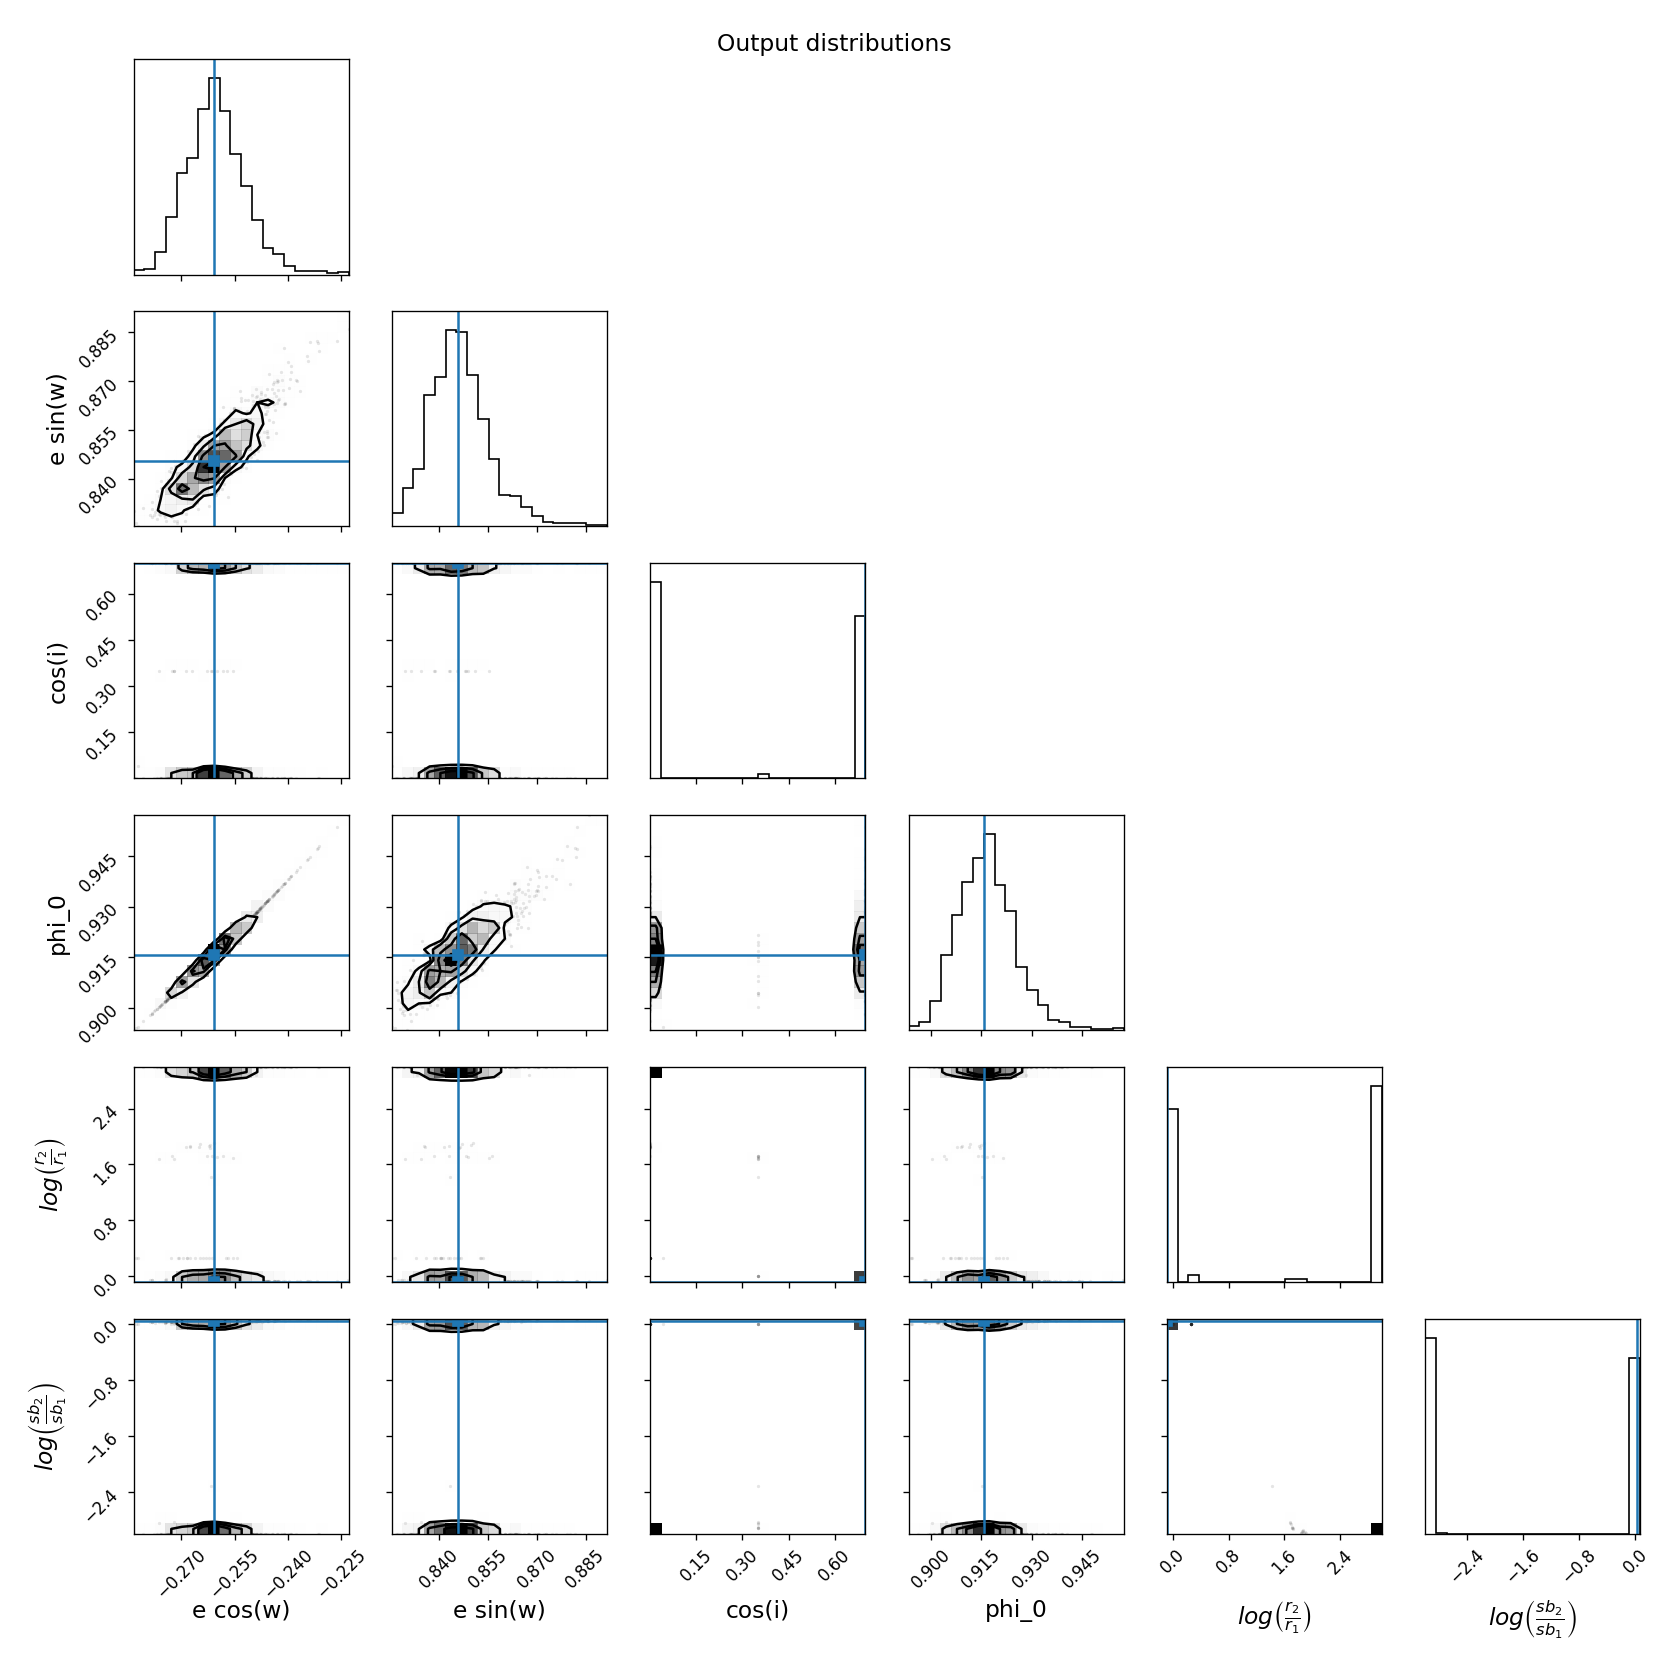 Output distributions
0.885
0.870
0.855
0.840
e sin(w)
0.60
0.45
0.30
0.15
cos(i)
0.945
0.930
0.915
0.900
phi_0
2.4
1.6
0.8
0.0
log(r₂/r₁)
0.0
−0.8
−1.6
−2.4
log(sb₂/sb₁)
−0.270 −0.255 −0.240 −0.225 0.840 0.855 0.870 0.885 0.15 0.30 0.45 0.60 0.900 0.915 0.930 0.945 0.0 0.8 1.6 2.4 −2.4 −1.6 −0.8 0.0
e cos(w) e sin(w) cos(i) phi_0 log(r₂/r₁) log(sb₂/sb₁)